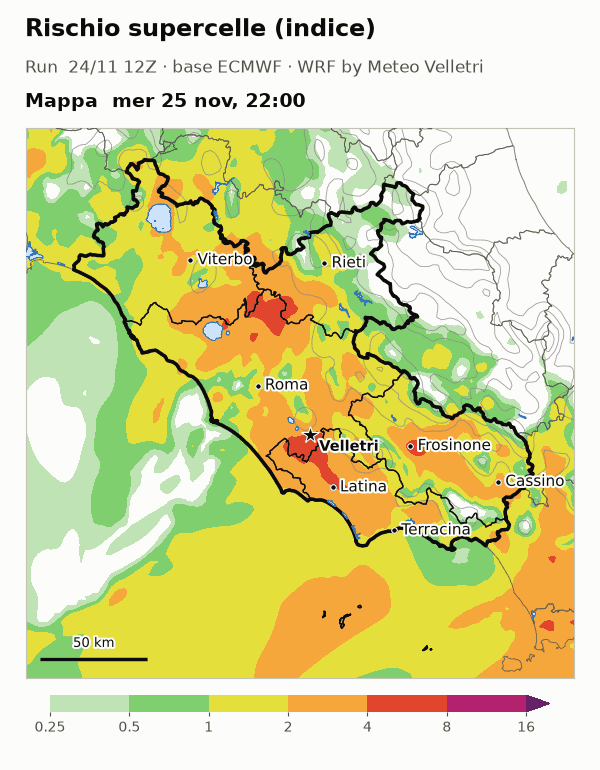 Rischio supercelle (indice)
Run  24/11 12Z · base ECMWF · WRF by Meteo Velletri
Mappa  mer 25 nov, 22:00
Viterbo
Rieti
Roma
Velletri
Frosinone
Cassino
Latina
Terracina
50 km
0.25 0.5 1 2 4 8 16